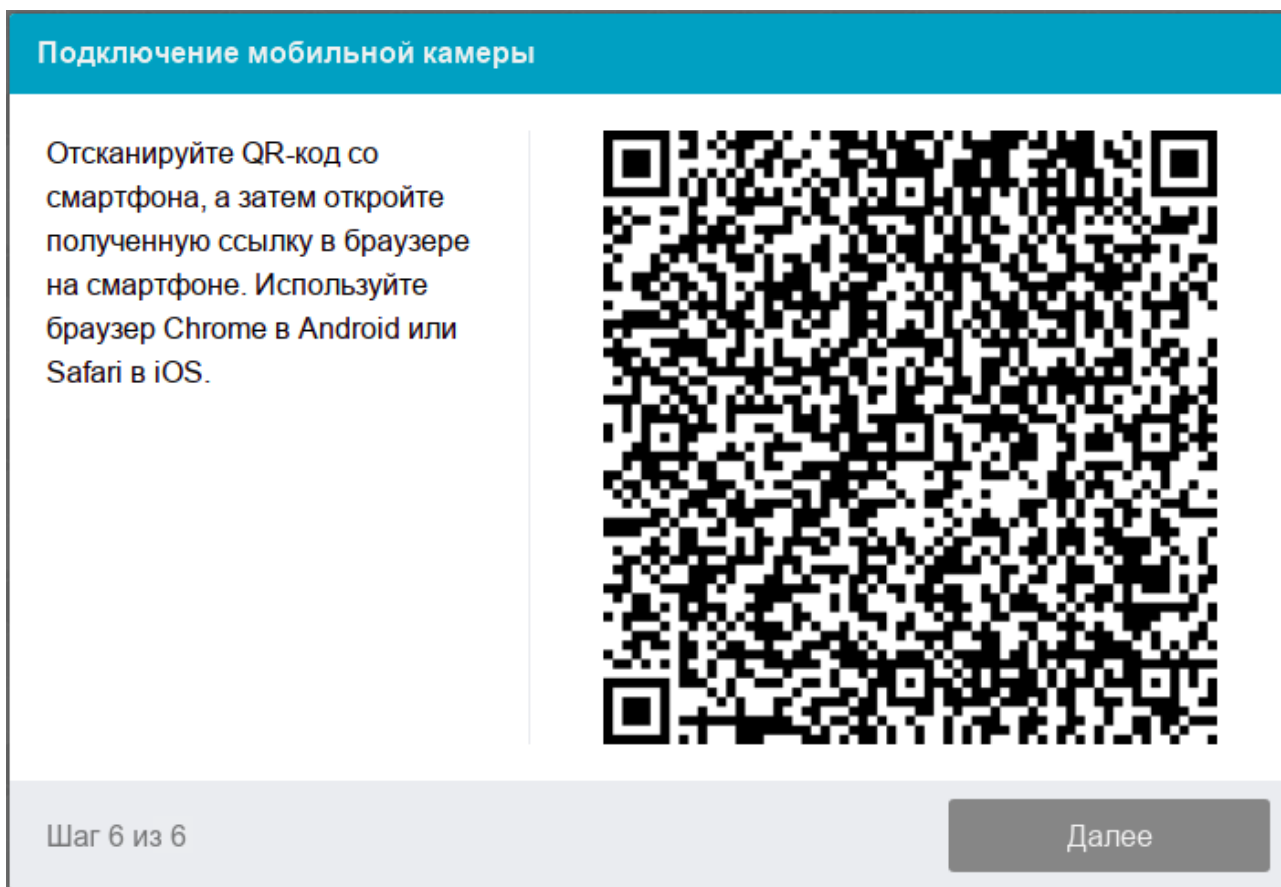 Подключение мобильной камеры
Отсканируйте QR-код со
смартфона, а затем откройте
полученную ссылку в браузере
на смартфоне. Используйте
браузер Chrome в Android или
Safari в iOS.
Шаг 6 из 6
Далее